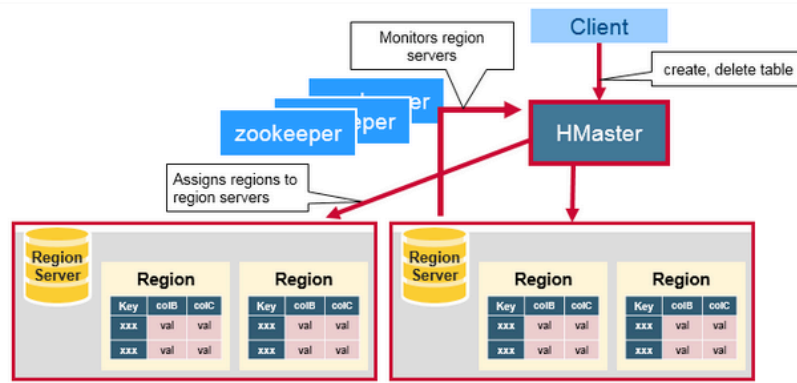 Client
Monitors region
servers
create, delete table
zookeeper
HMaster
Assigns regions to
region servers
Region
Server
Region
Key colB colC
xxx val val
xxx val val
Region
Key colB colC
xxx val val
xxx val val
Region
Server
Region
Key colB colC
xxx val val
xxx val val
Region
Key colB colC
xxx val val
xxx val val